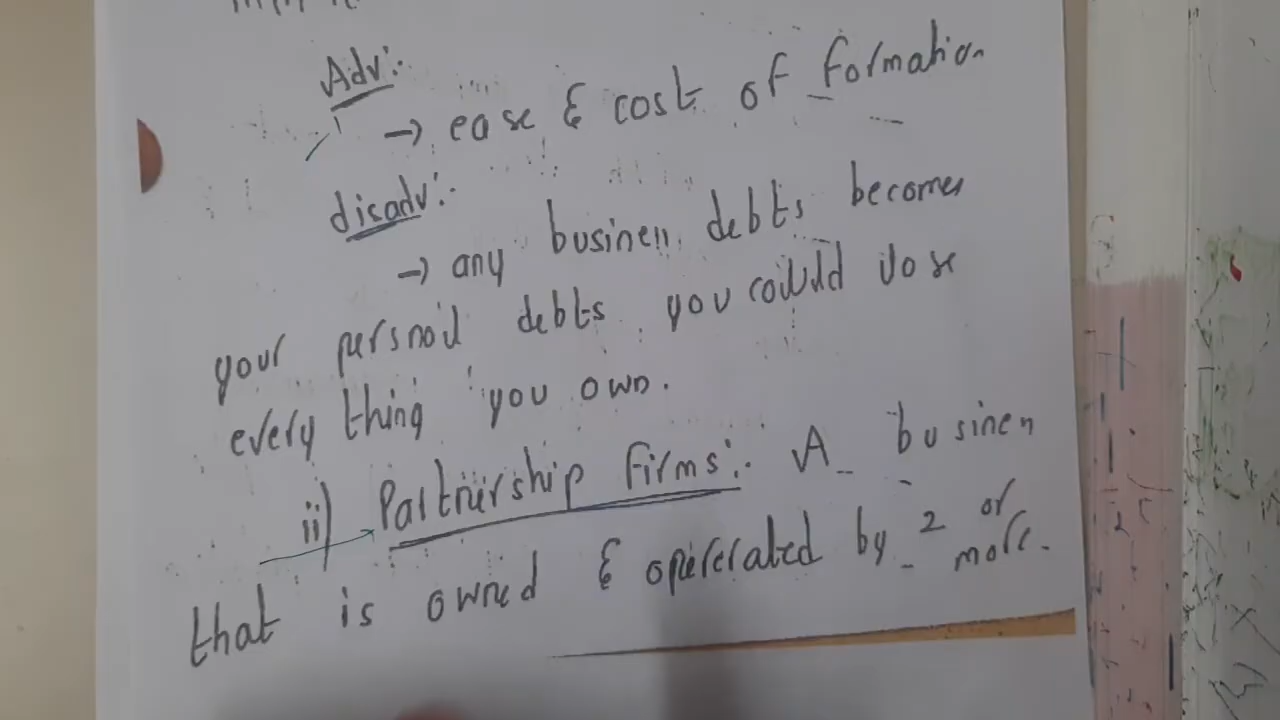 Adv:-
→ ease & cost of formation
disadv:-
→ any business debts becomes
your persnoal debts you could lose
every thing you own.
ii) Partnership firms:- A business
that is owned & opererated by 2 or
more.